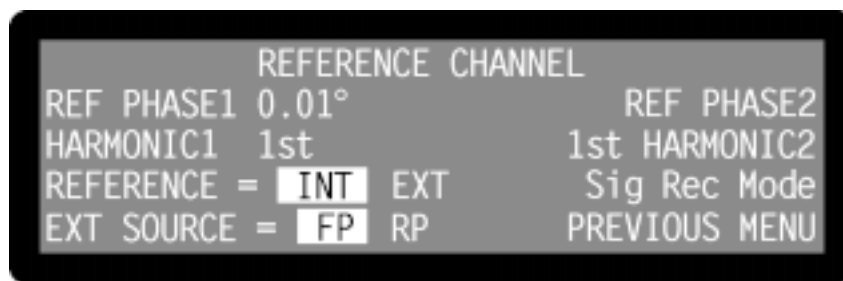 REFERENCE CHANNEL
REF PHASE1 0.01° REF PHASE2
HARMONIC1 1st 1st HARMONIC2
REFERENCE = INT EXT Sig Rec Mode
EXT SOURCE = FP RP PREVIOUS MENU